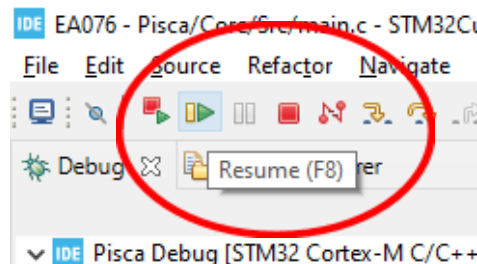 IDE EA076 - Pisca/Core/Src/main.c - STM32Cu
File Edit Source Refactor Navigate
Debug Resume (F8) rer
IDE Pisca Debug [STM32 Cortex-M C/C++